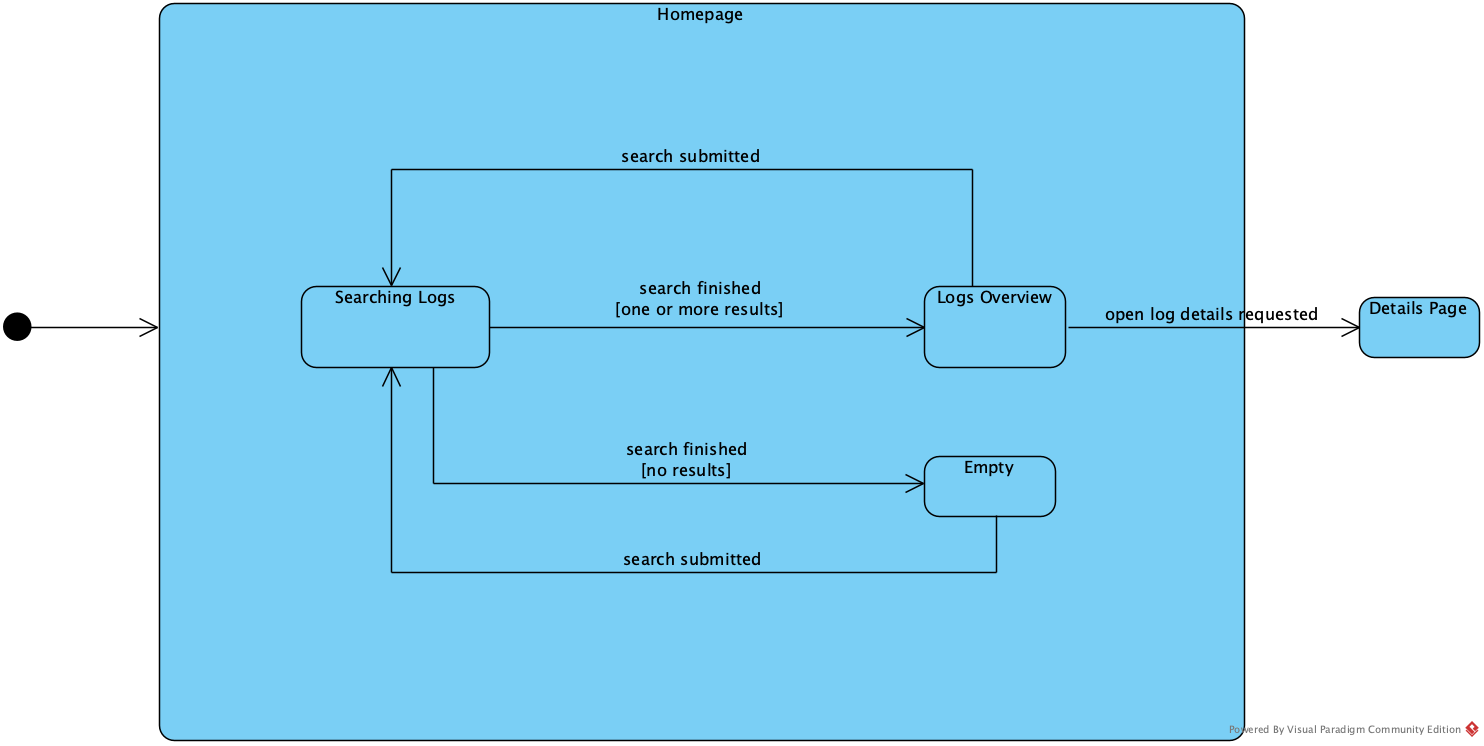 Homepage
search submitted
search finished
[one or more results]
Searching Logs
Logs Overview
open log details requested
Details Page
search finished
[no results]
Empty
search submitted
Powered By Visual Paradigm Community Edition